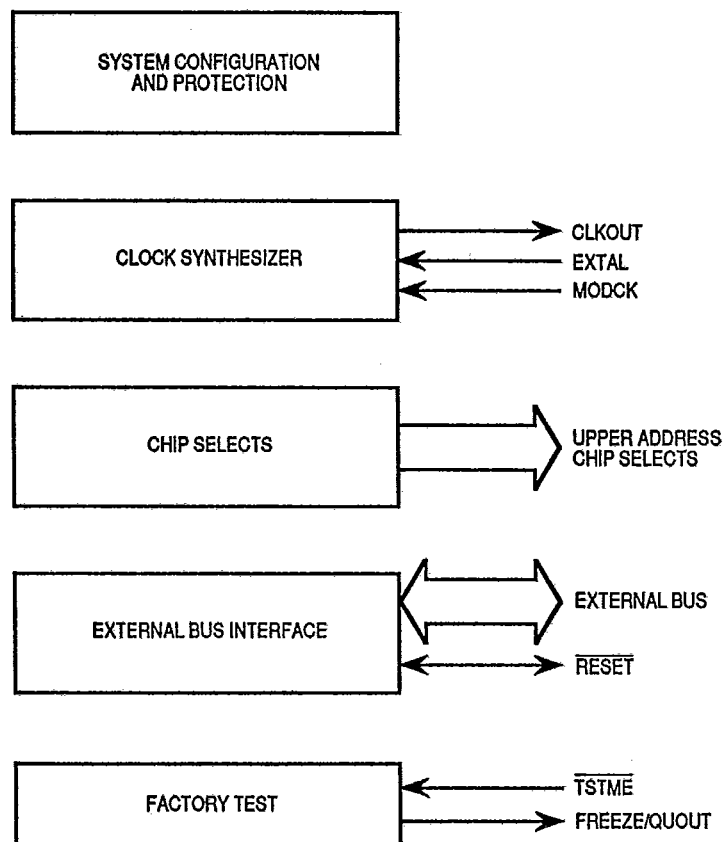 SYSTEM CONFIGURATION
AND PROTECTION
CLOCK SYNTHESIZER
CLKOUT
EXTAL
MODCK
CHIP SELECTS
UPPER ADDRESS
CHIP SELECTS
EXTERNAL BUS INTERFACE
EXTERNAL BUS
RESET
FACTORY TEST
TSTME
FREEZE/QUOUT